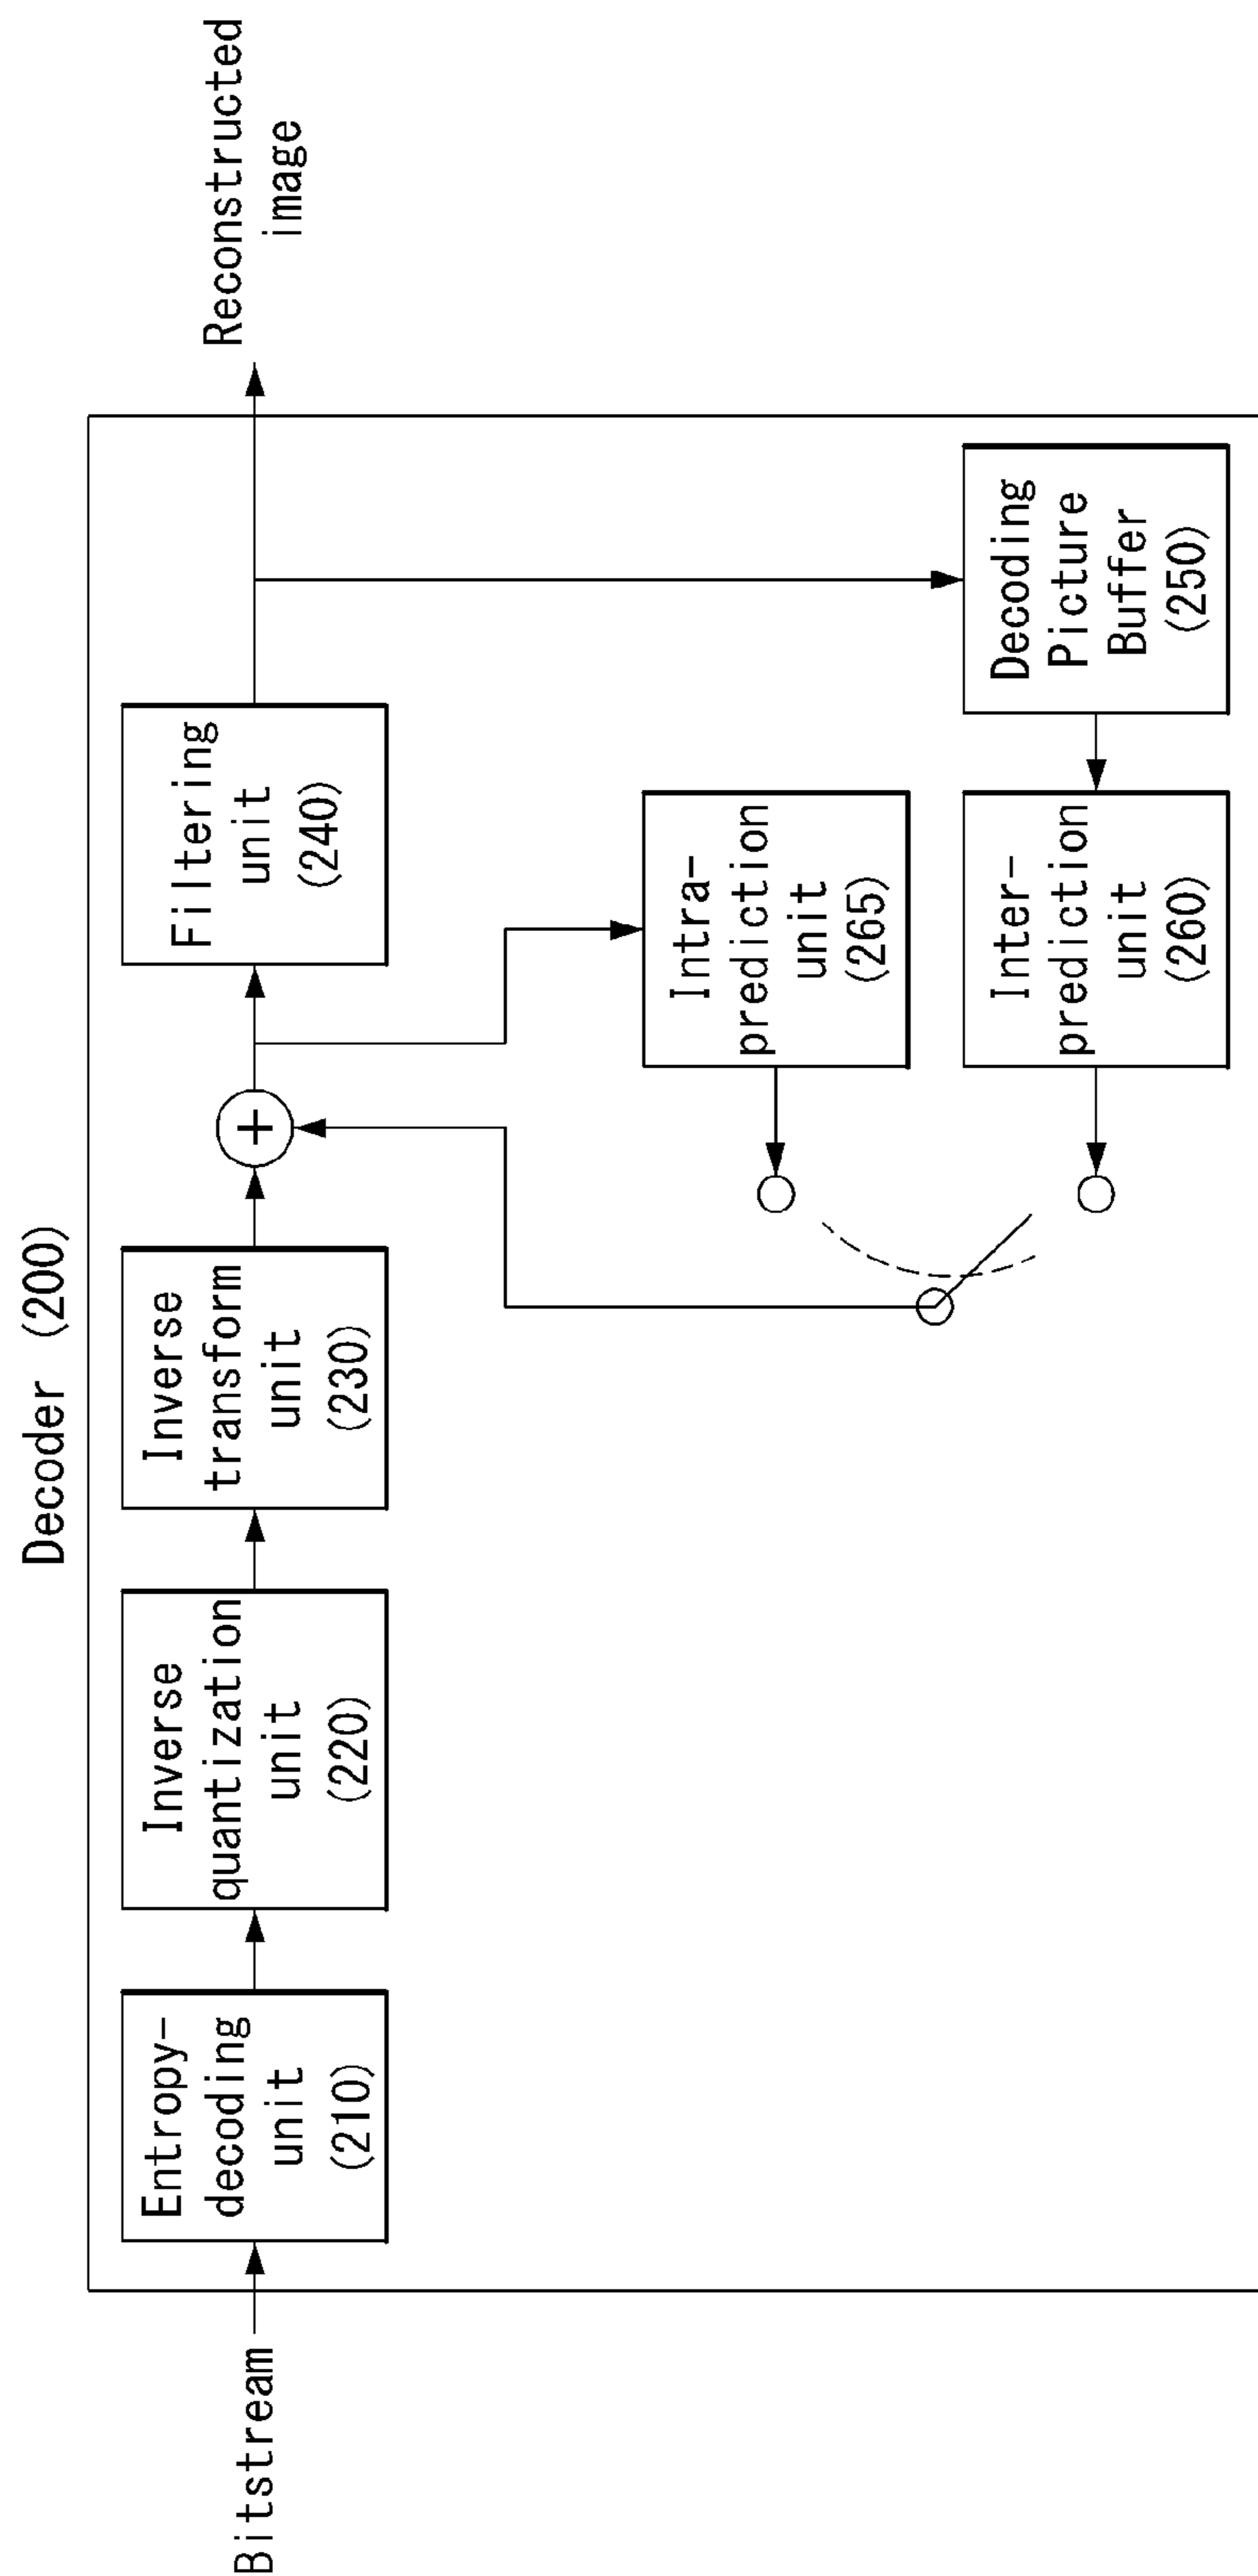 Decoder (200)
Bitstream
Entropy-
decoding
unit
(210)
Inverse
quantization
unit
(220)
Inverse
transform
unit
(230)
+
Filtering
unit
(240)
Reconstructed
image
Intra-
prediction
unit
(265)
Inter-
prediction
unit
(260)
Decoding
Picture
Buffer
(250)